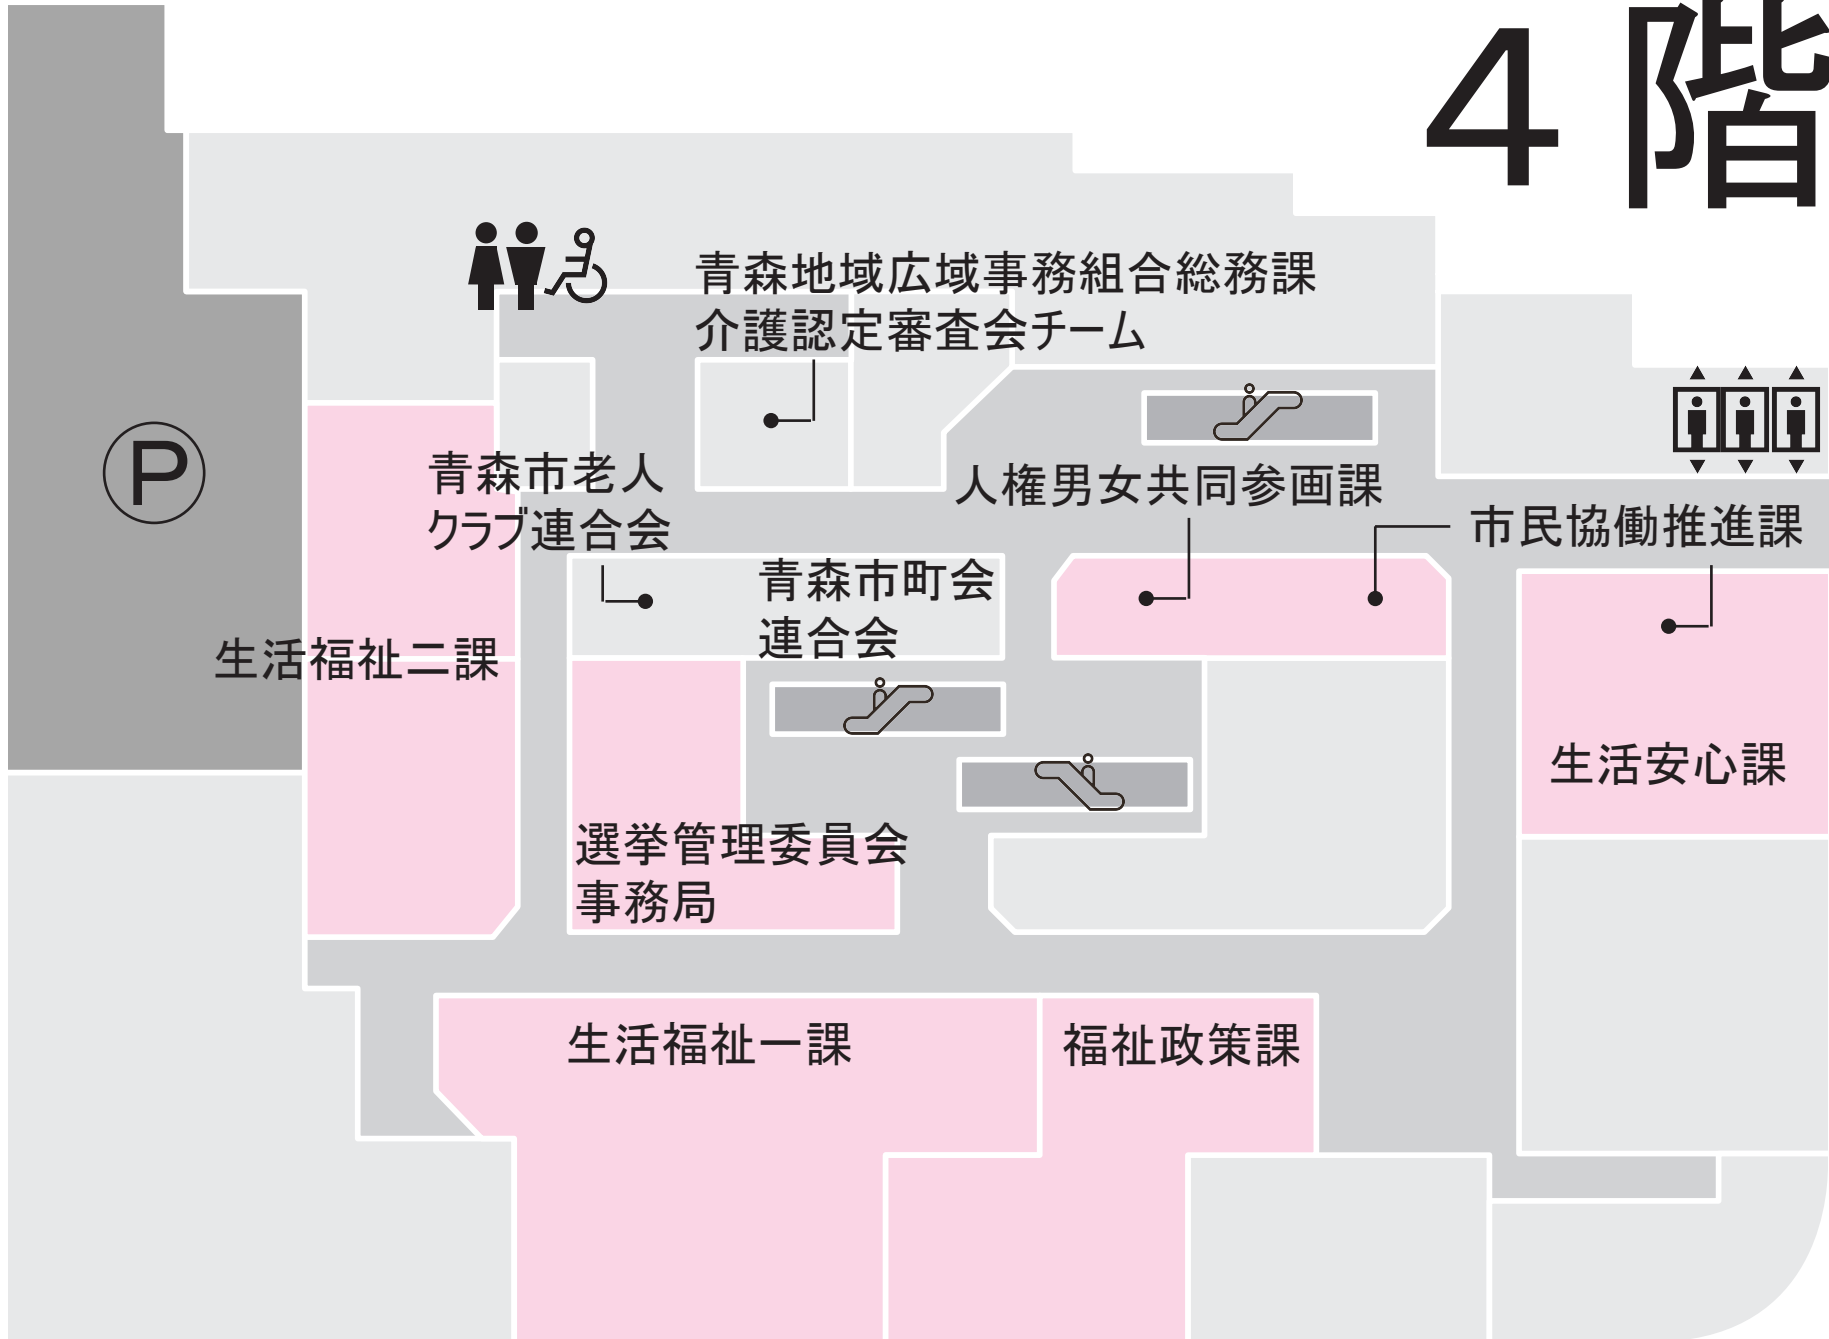 4階
青森地域広域事務組合総務課
介護認定審査会チーム
P
青森市老人
クラブ連合会
人権男女共同参画課
市民協働推進課
青森市町会
連合会
生活福祉二課
生活安心課
選挙管理委員会
事務局
生活福祉一課
福祉政策課